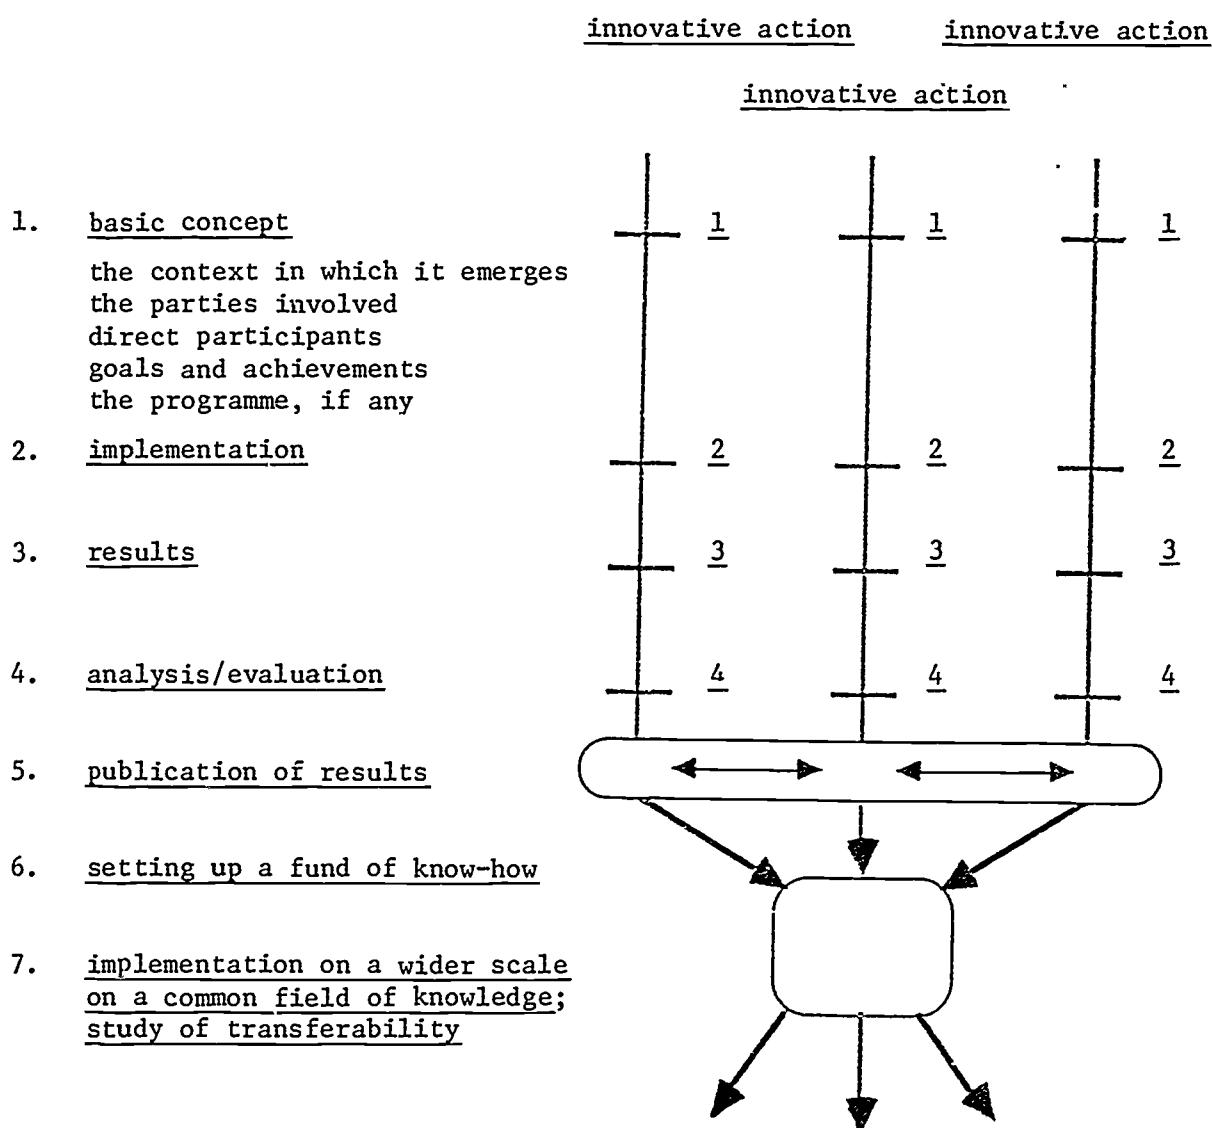 innovative action innovative action
innovative action
1. basic concept 1 1 1
the context in which it emerges
the parties involved
direct participants
goals and achievements
the programme, if any
2. implementation 2 2 2
3. results 3 3 3
4. analysis/evaluation 4 4 4
5. publication of results
6. setting up a fund of know-how
7. implementation on a wider scale
on a common field of knowledge;
study of transferability